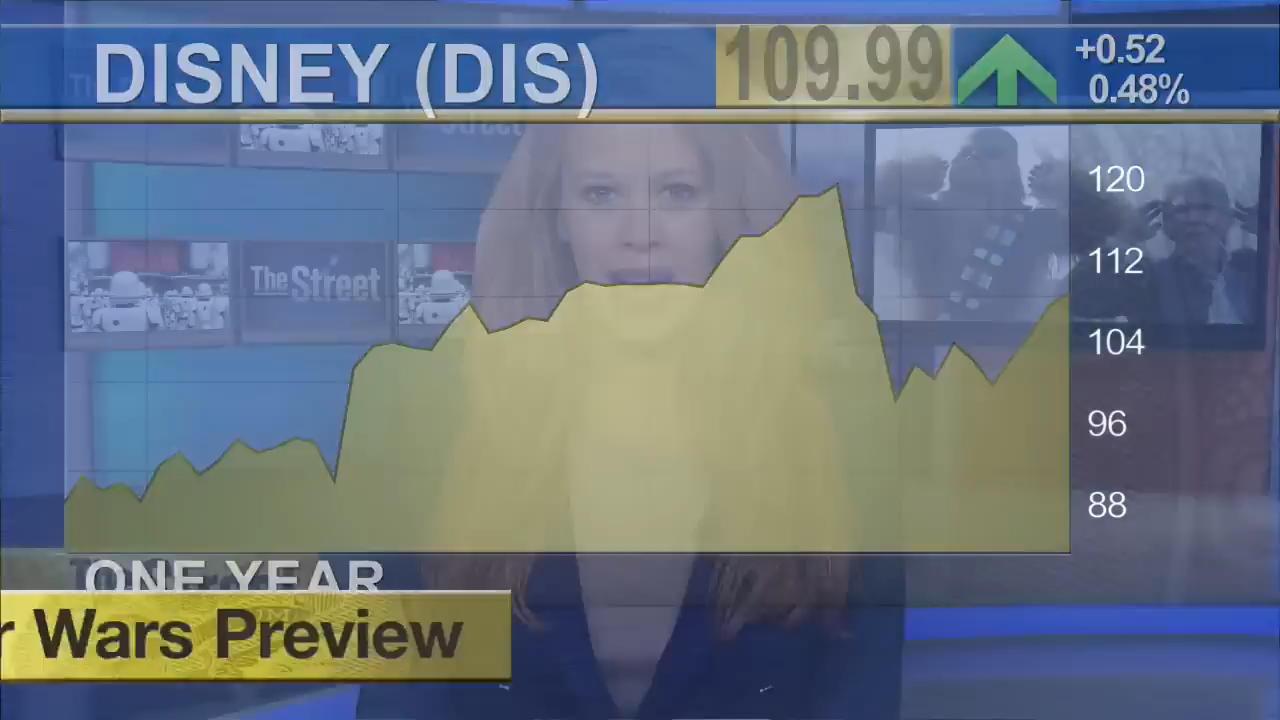 DISNEY (DIS)
109.99
+0.52
0.48%
The Street
Street
120
112
104
96
88
ONE YEAR
Wars Preview